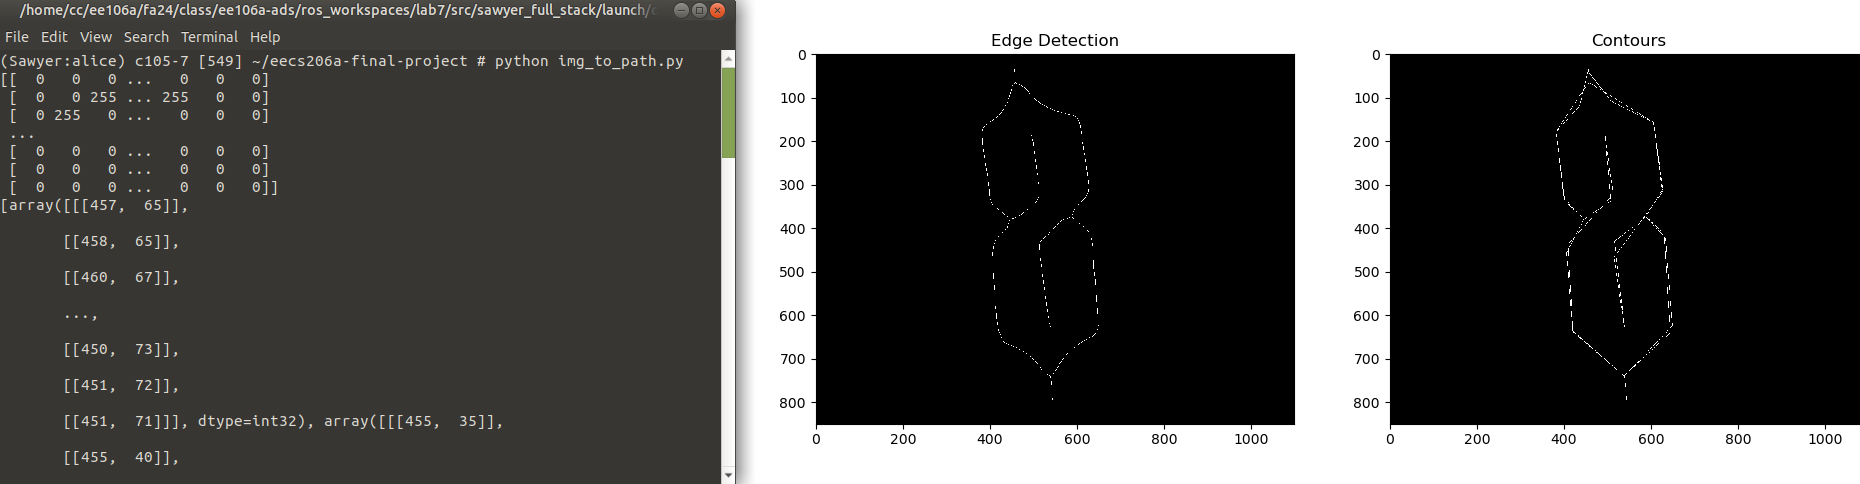 /home/cc/ee106a/fa24/class/ee106a-ads/ros_workspaces/lab7/src/sawyer_full_stack/launch/
File Edit View Search Terminal Help
(Sawyer:alice) c105-7 [549] ~/eecs206a-final-project # python img_to_path.py
[[  0   0   0 ...   0   0   0]
 [  0   0 255 ... 255   0   0]
 [  0 255   0 ...   0   0   0]
 ...
 [  0   0   0 ...   0   0   0]
 [  0   0   0 ...   0   0   0]
 [  0   0   0 ...   0   0   0]]
[array([[[457,  65]],
       [[458,  65]],
       [[460,  67]],
       ...,
       [[450,  73]],
       [[451,  72]],
       [[451,  71]]], dtype=int32), array([[[455,  35]],
       [[455,  40]],
Edge Detection
0
100
200
300
400
500
600
700
800
0 200 400 600 800 1000
Contours
0
100
200
300
400
500
600
700
800
0 200 400 600 800 1000